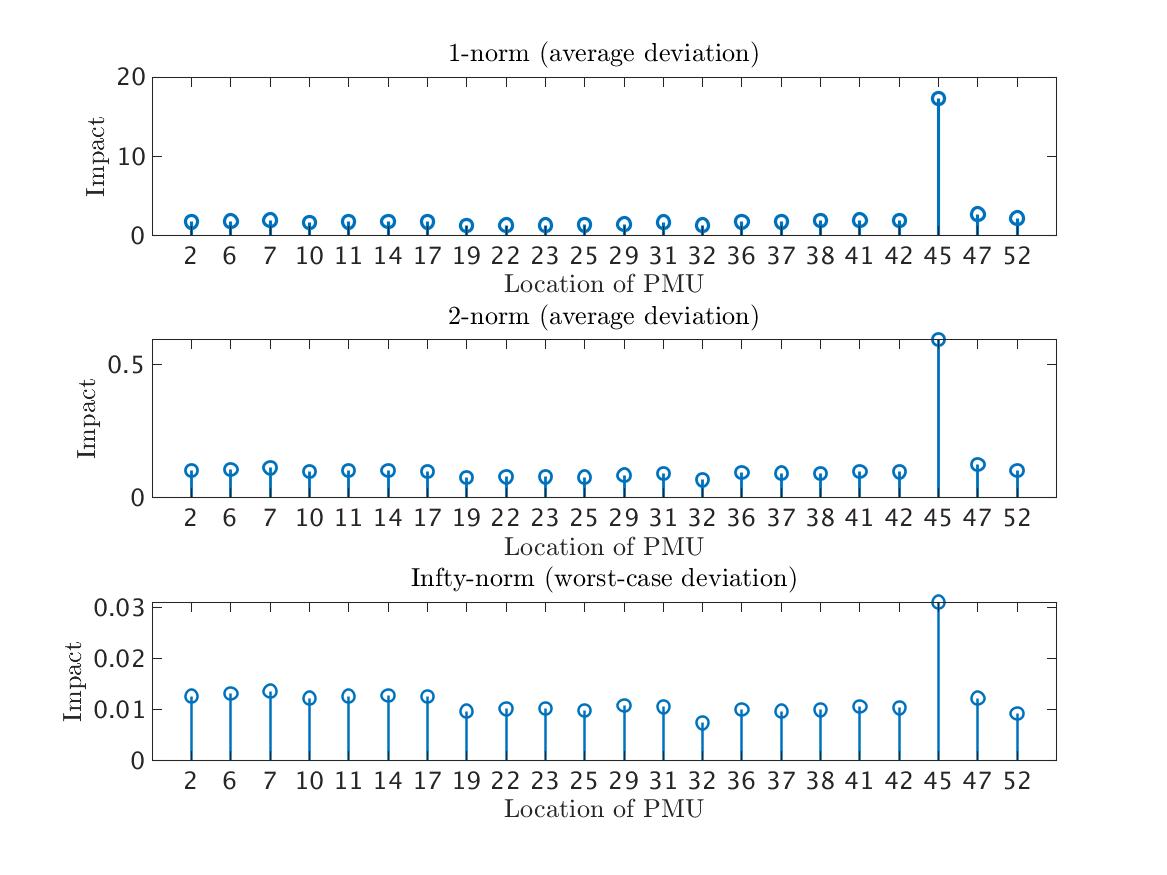 1-norm (average deviation)
20
10
0
Impact
2 6 7 10 11 14 17 19 22 23 25 29 31 32 36 37 38 41 42 45 47 52
Location of PMU
2-norm (average deviation)
0.5
0
Impact
2 6 7 10 11 14 17 19 22 23 25 29 31 32 36 37 38 41 42 45 47 52
Location of PMU
Infty-norm (worst-case deviation)
0.03
0.02
0.01
0
Impact
2 6 7 10 11 14 17 19 22 23 25 29 31 32 36 37 38 41 42 45 47 52
Location of PMU